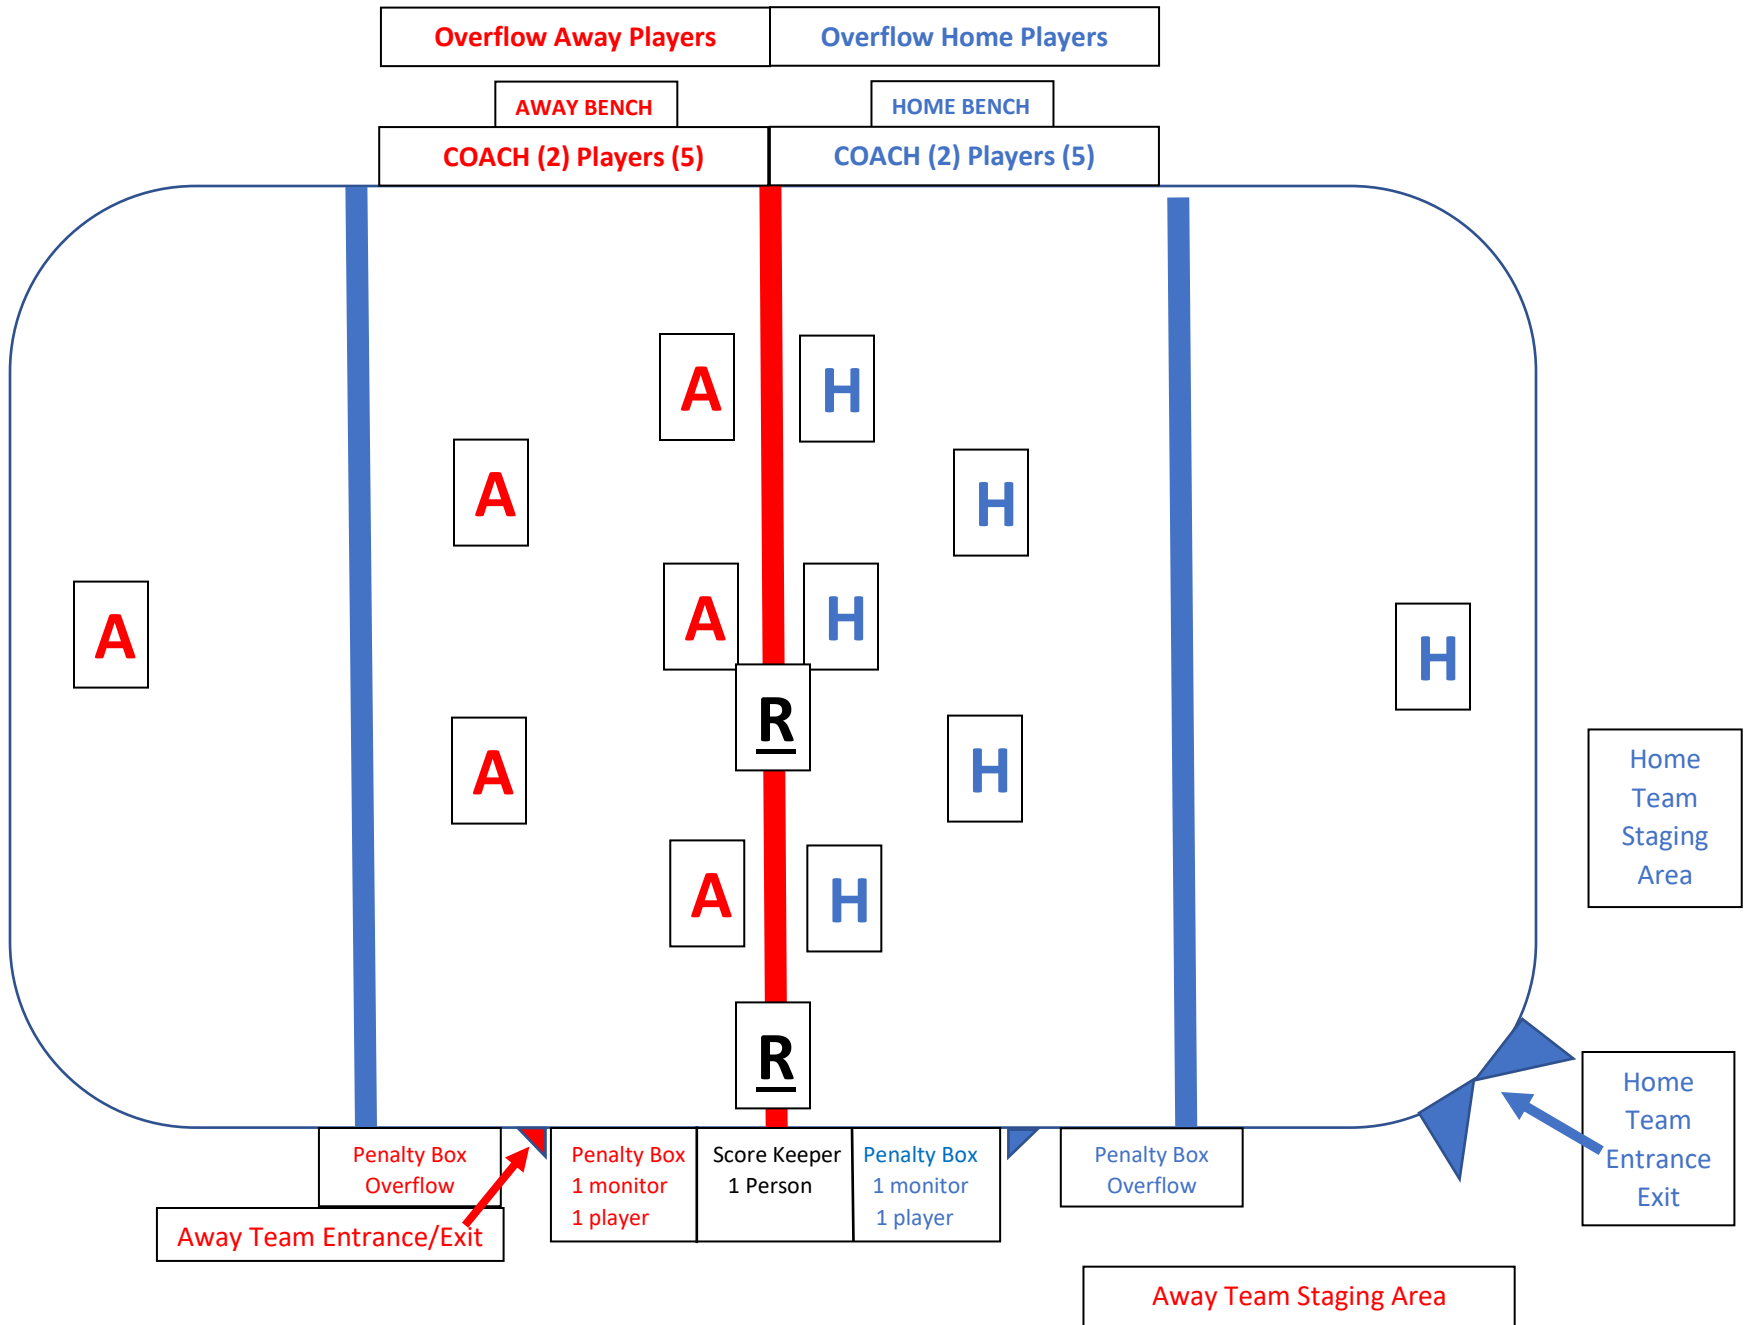 Overflow Away Players
Overflow Home Players
AWAY BENCH
HOME BENCH
COACH (2) Players (5)
COACH (2) Players (5)
A
H
A
H
A
H
A
H
R
A
H
A
H
R
Home
Team
Staging
Area
Home
Team
Entrance
Exit
Penalty Box
Overflow
Penalty Box
1 monitor
1 player
Score Keeper
1 Person
Penalty Box
1 monitor
1 player
Penalty Box
Overflow
Away Team Entrance/Exit
Away Team Staging Area